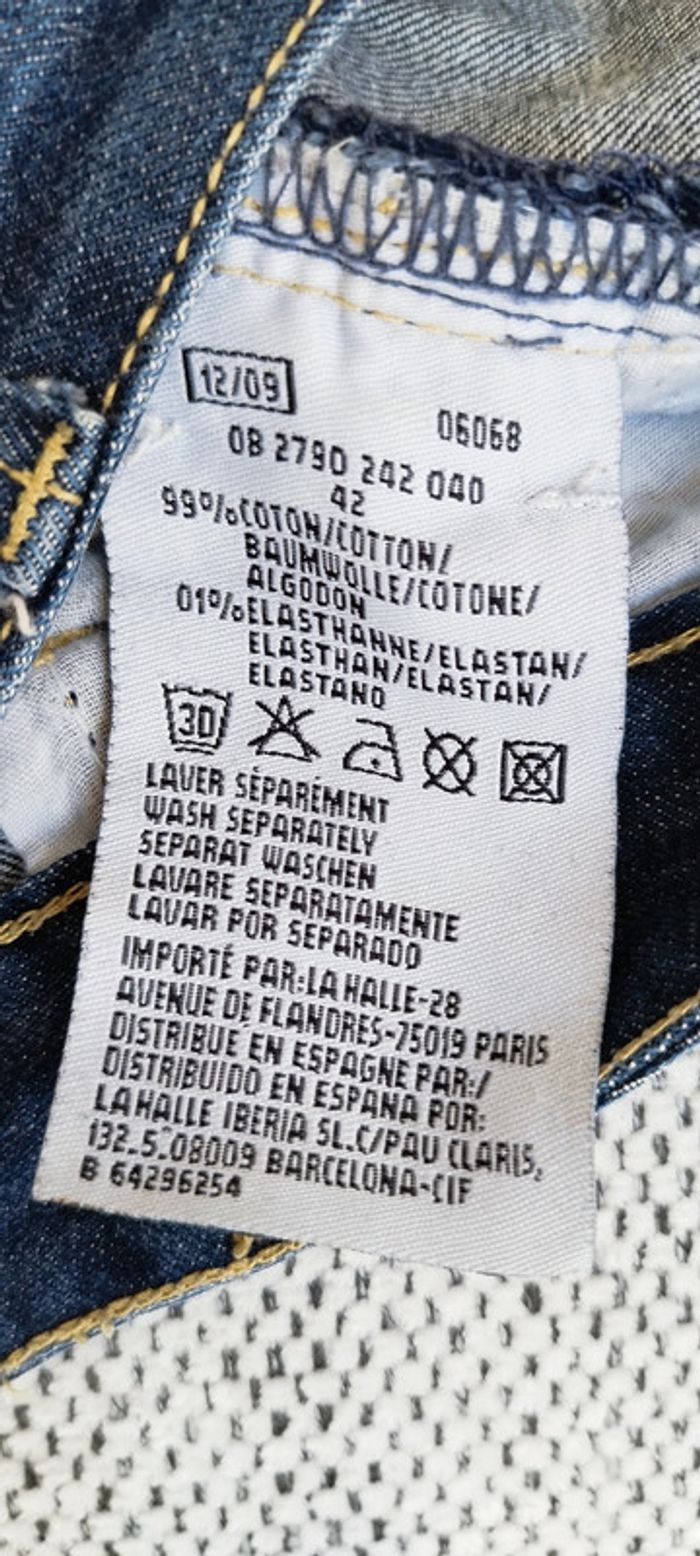 12/09
06068
08 2790 242 040
42
99%COTON/COTTON/
BAUMWOLLE/COTONE/
ALGODON
01%ELASTHANNE/ELASTAN/
ELASTHAN/ELASTAN/
ELASTANO
30
LAVER SÉPARÉMENT
WASH SEPARATELY
SEPARAT WASCHEN
LAVARE SEPARATAMENTE
LAVAR POR SEPARADO
IMPORTÉ PAR:LA HALLE-28
AVENUE DE FLANDRES-75019 PARIS
DISTRIBUE EN ESPAGNE PAR:/
DISTRIBUIDO EN ESPANA POR:
LA HALLE IBERIA SL.C/PAU CLARIS,
132.5.°08009 BARCELONA-CIF
B 64296254